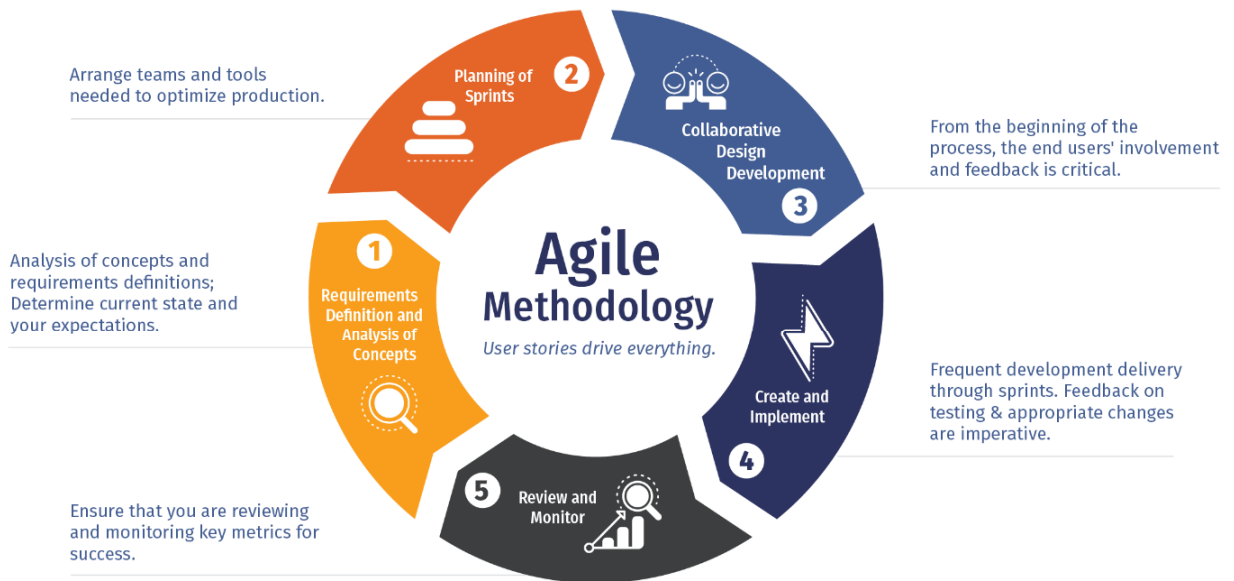 Agile
Methodology
User stories drive everything.
1
Requirements
Definition and
Analysis of
Concepts
Analysis of concepts and
requirements definitions;
Determine current state and
your expectations.
2
Planning of
Sprints
Arrange teams and tools
needed to optimize production.
Collaborative
Design
Development
3
From the beginning of the
process, the end users' involvement
and feedback is critical.
Create and
Implement
4
Frequent development delivery
through sprints. Feedback on
testing & appropriate changes
are imperative.
5
Review and
Monitor
Ensure that you are reviewing
and monitoring key metrics for
success.